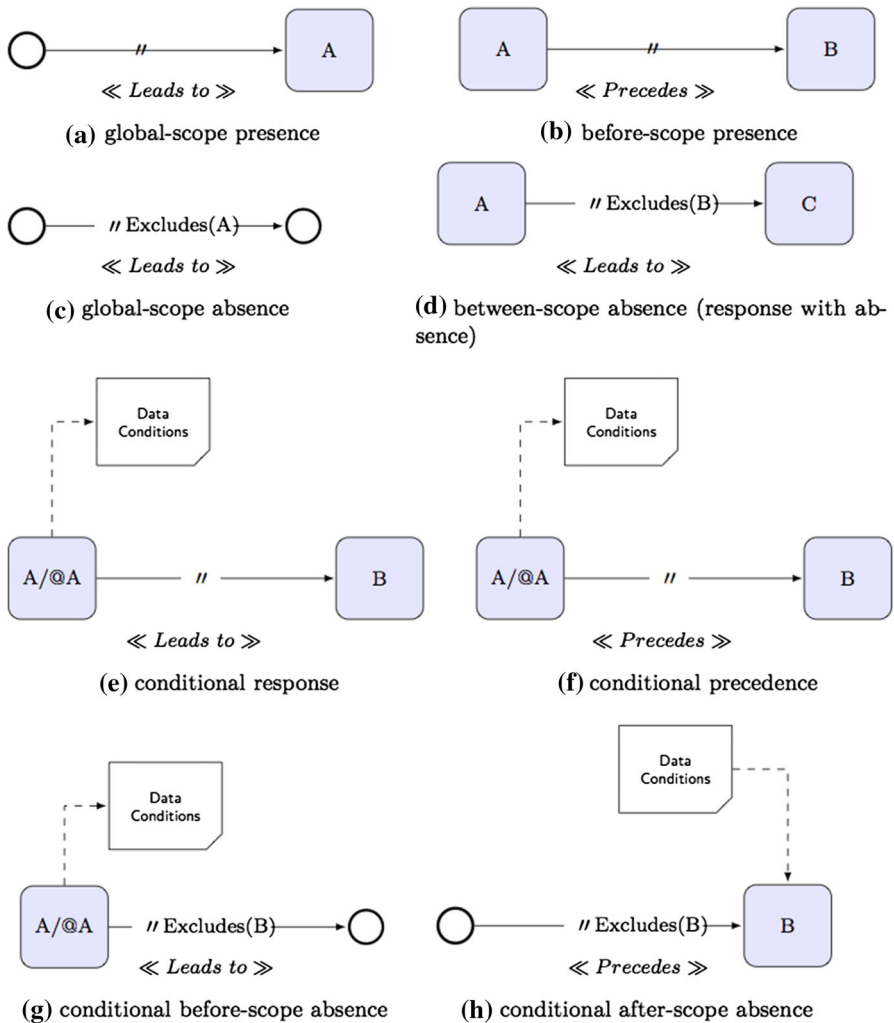 〃 A
≪ Leads to ≫
(a) global-scope presence
A 〃 B
≪ Precedes ≫
(b) before-scope presence
〃 Excludes(A)
≪ Leads to ≫
(c) global-scope absence
A 〃 Excludes(B) C
≪ Leads to ≫
(d) between-scope absence (response with ab-
sence)
Data
Conditions
A/@A 〃 B
≪ Leads to ≫
(e) conditional response
Data
Conditions
A/@A 〃 B
≪ Precedes ≫
(f) conditional precedence
Data
Conditions
A/@A 〃 Excludes(B)
≪ Leads to ≫
(g) conditional before-scope absence
Data
Conditions
〃 Excludes(B) B
≪ Precedes ≫
(h) conditional after-scope absence